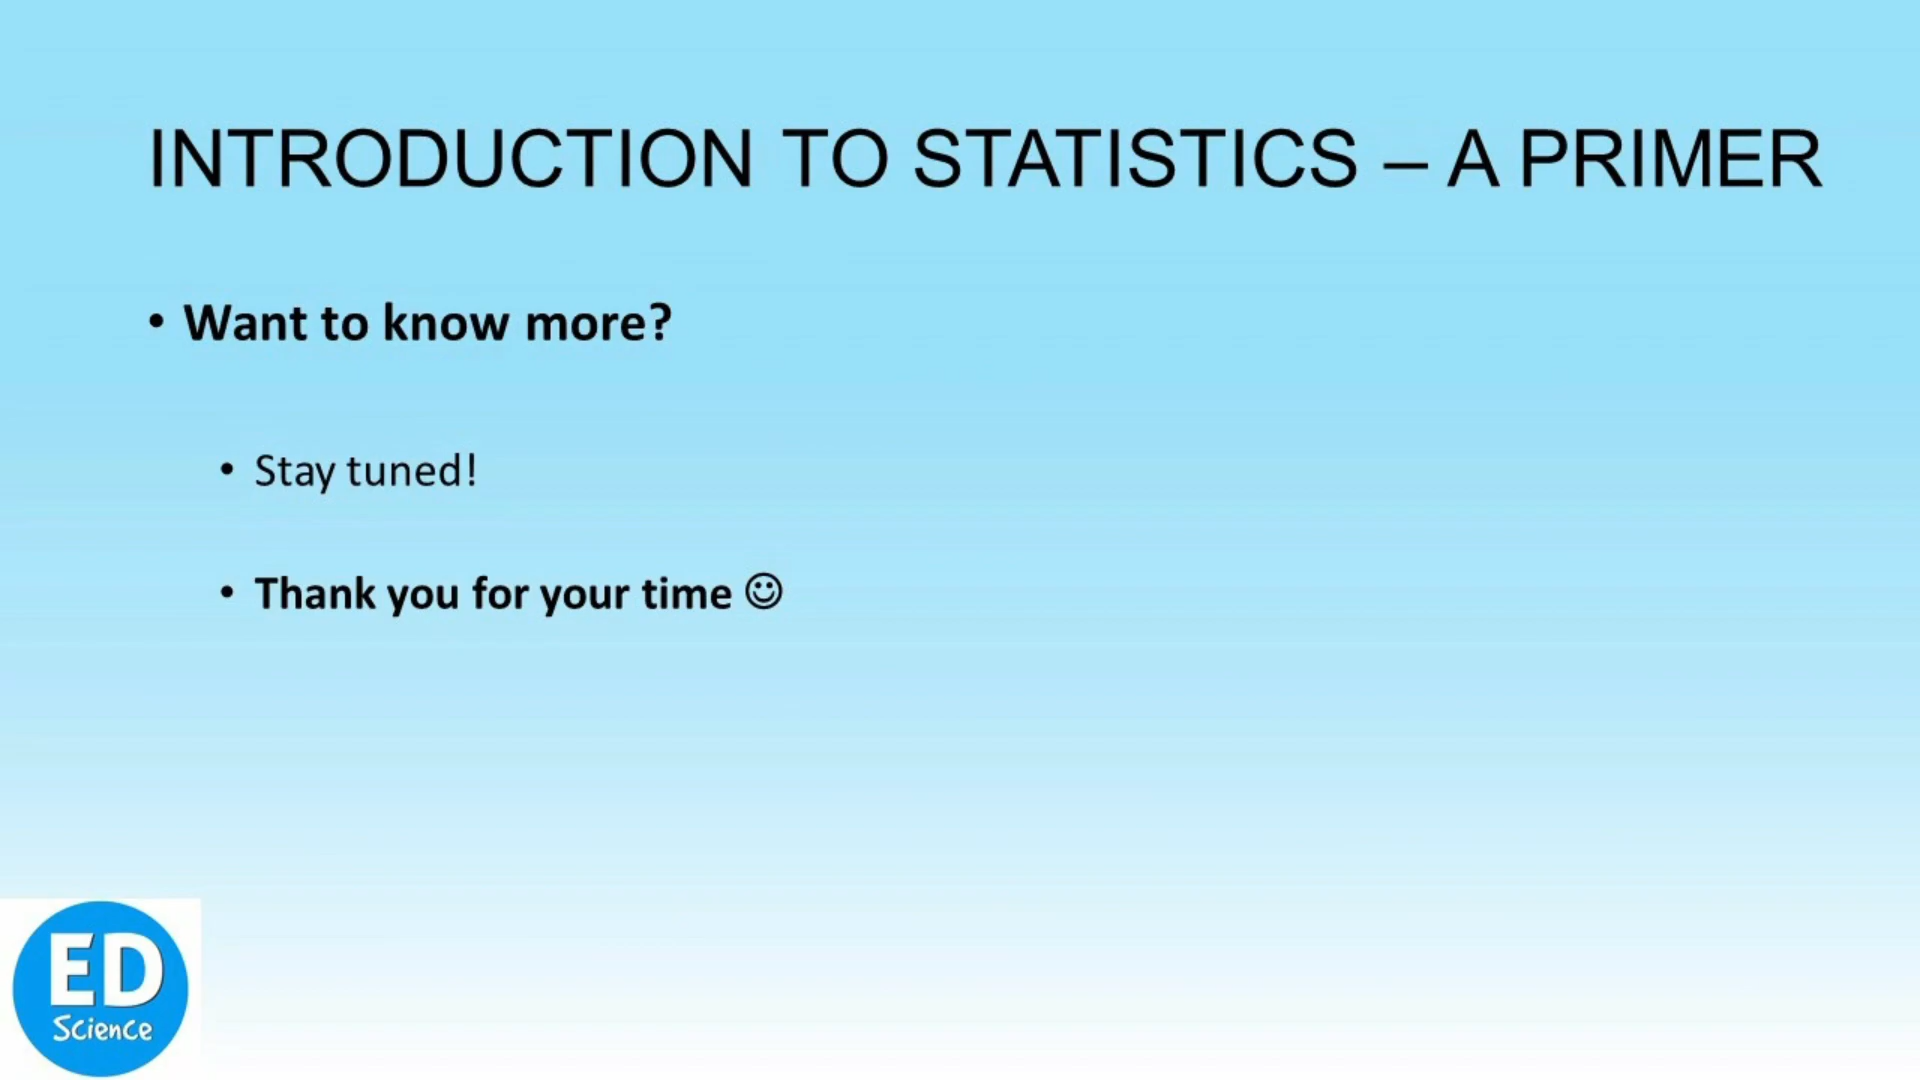 INTRODUCTION TO STATISTICS – A PRIMER
• Want to know more?
• Stay tuned!
• Thank you for your time ☺
ED
Science